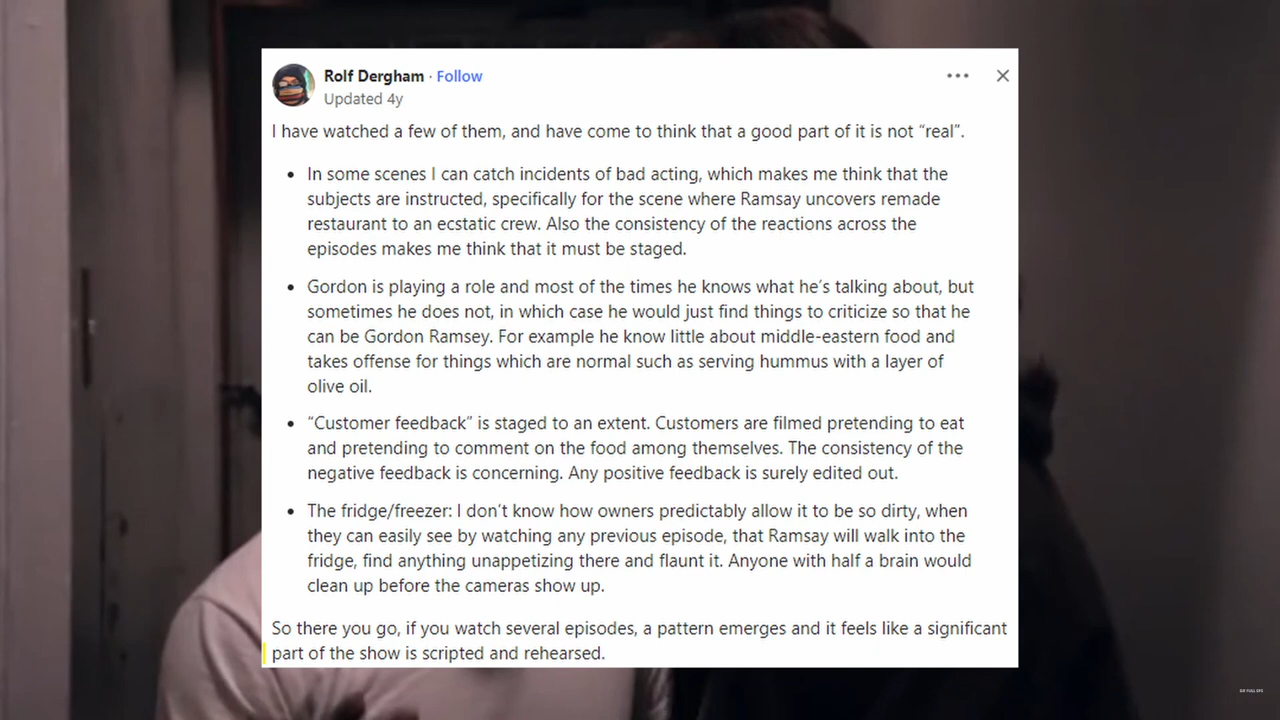 Rolf Dergham · Follow
Updated 4y
I have watched a few of them, and have come to think that a good part of it is not “real”.
• In some scenes I can catch incidents of bad acting, which makes me think that the
subjects are instructed, specifically for the scene where Ramsay uncovers remade
restaurant to an ecstatic crew. Also the consistency of the reactions across the
episodes makes me think that it must be staged.
• Gordon is playing a role and most of the times he knows what he’s talking about, but
sometimes he does not, in which case he would just find things to criticize so that he
can be Gordon Ramsey. For example he know little about middle-eastern food and
takes offense for things which are normal such as serving hummus with a layer of
olive oil.
• “Customer feedback” is staged to an extent. Customers are filmed pretending to eat
and pretending to comment on the food among themselves. The consistency of the
negative feedback is concerning. Any positive feedback is surely edited out.
• The fridge/freezer: I don’t know how owners predictably allow it to be so dirty, when
they can easily see by watching any previous episode, that Ramsay will walk into the
fridge, find anything unappetizing there and flaunt it. Anyone with half a brain would
clean up before the cameras show up.
So there you go, if you watch several episodes, a pattern emerges and it feels like a significant
part of the show is scripted and rehearsed.